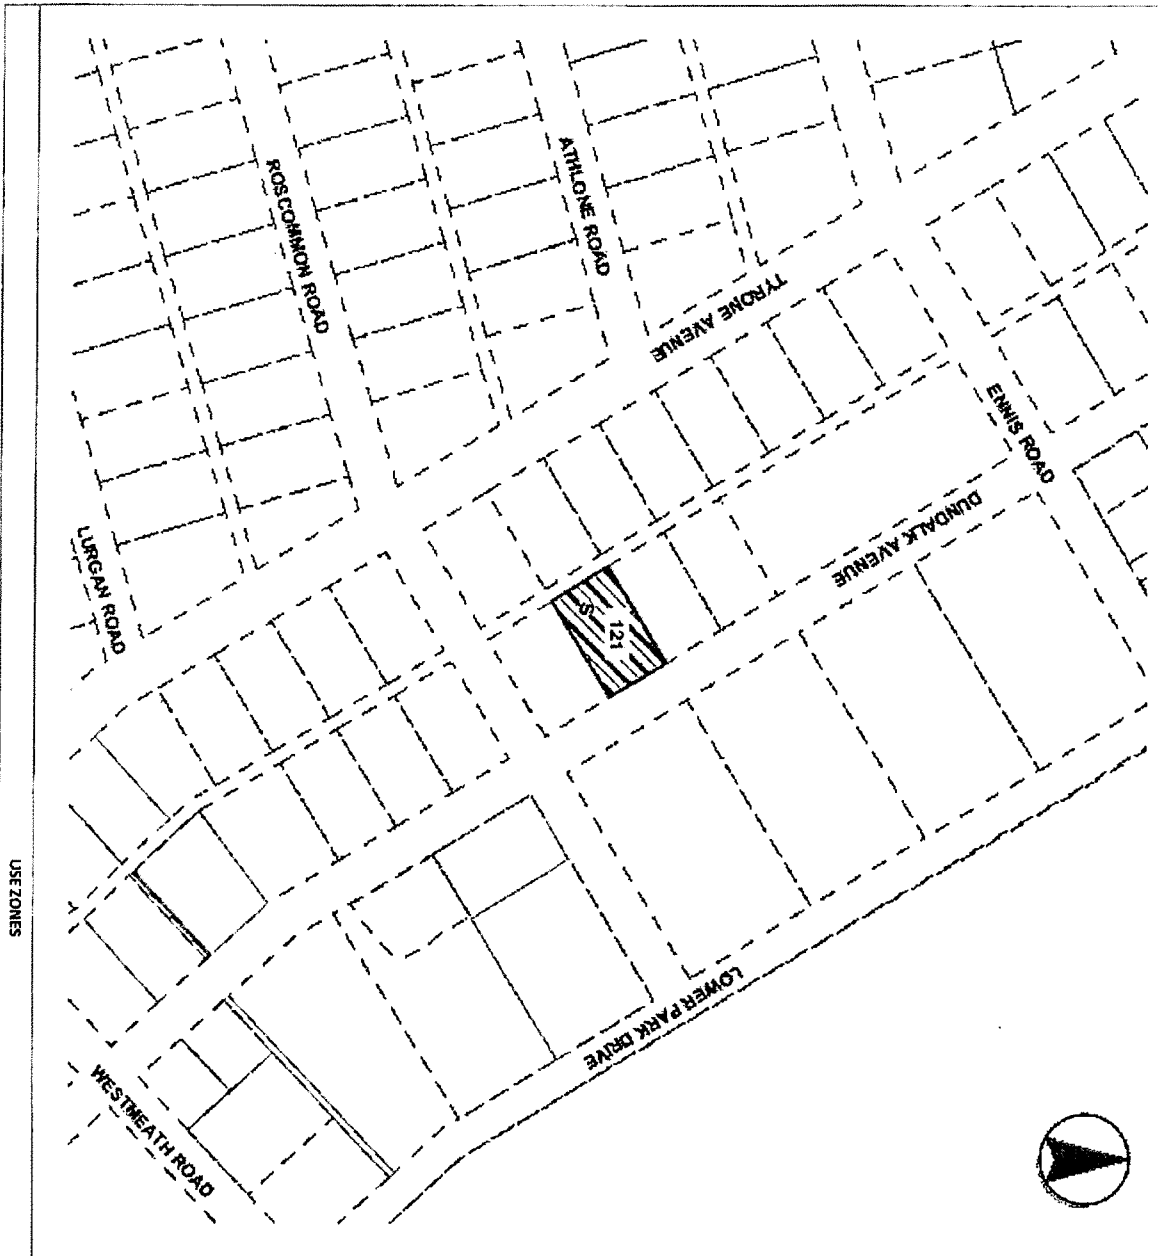 ROSCOMMON ROAD
ATHLONE ROAD
TYRONE AVENUE
ENNIS ROAD
DUNDALK AVENUE
LURGAN ROAD
121
S
LOWER PARK DRIVE
WESTMEATH ROAD
USE ZONES